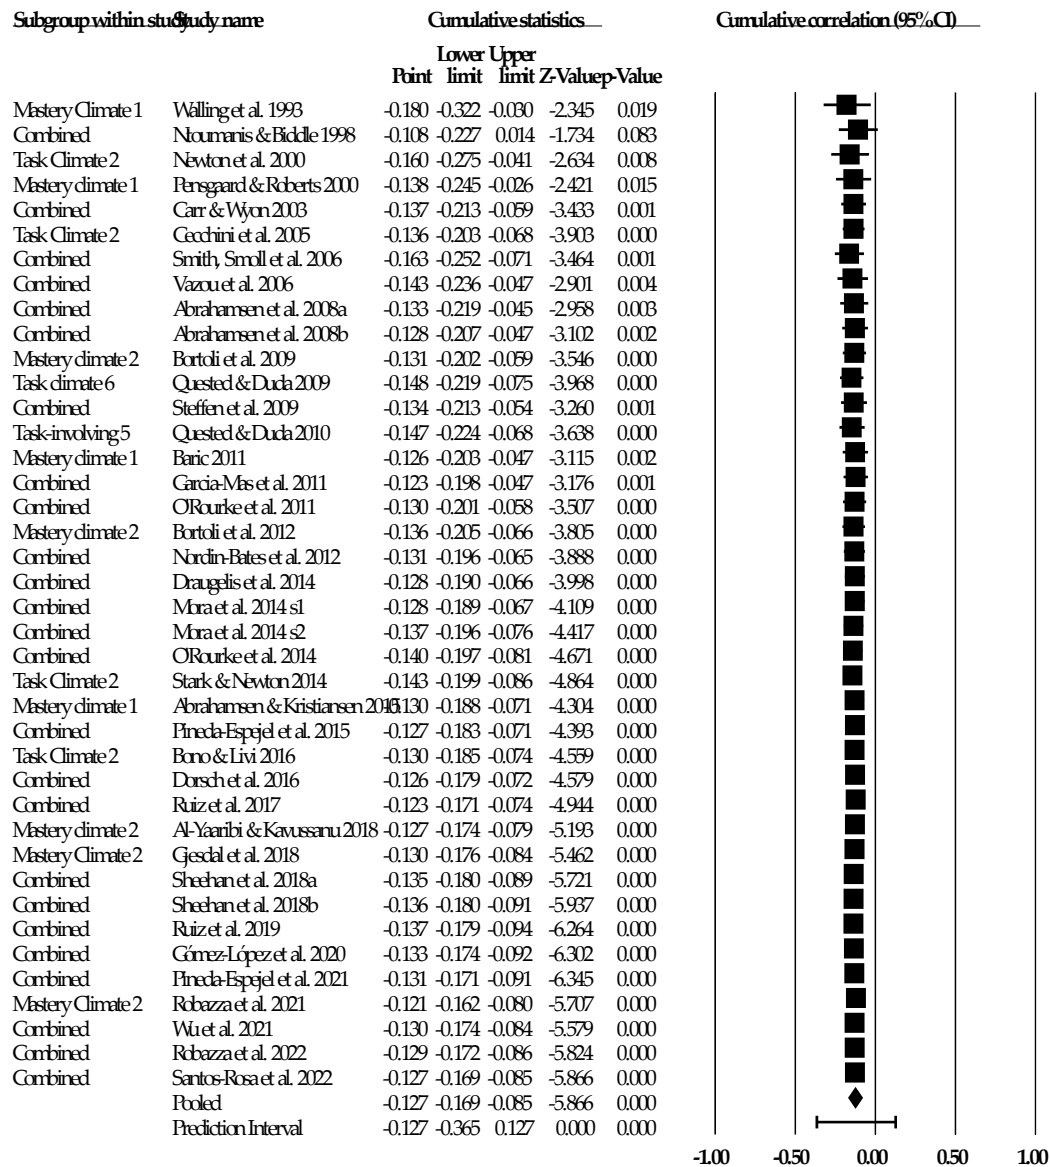 Subgroup within study Study name Cumulative statistics Cumulative correlation (95% CI)
Lower Upper
Point limit limit Z-Value p-Value
Mastery Climate 1 Walling et al. 1993 -0.180 -0.322 -0.030 -2.345 0.019
Combined Ntoumanis & Biddle 1998 -0.108 -0.227 0.014 -1.734 0.083
Task Climate 2 Newton et al. 2000 -0.160 -0.275 -0.041 -2.634 0.008
Mastery climate 1 Pensgaard & Roberts 2000 -0.138 -0.245 -0.026 -2.421 0.015
Combined Carr & Wyon 2003 -0.137 -0.213 -0.059 -3.433 0.001
Task Climate 2 Cecchini et al. 2005 -0.136 -0.203 -0.068 -3.903 0.000
Combined Smith, Smoll et al. 2006 -0.163 -0.252 -0.071 -3.464 0.001
Combined Vazou et al. 2006 -0.143 -0.236 -0.047 -2.901 0.004
Combined Abrahamsen et al. 2008a -0.133 -0.219 -0.045 -2.958 0.003
Combined Abrahamsen et al. 2008b -0.128 -0.207 -0.047 -3.102 0.002
Mastery climate 2 Bortoli et al. 2009 -0.131 -0.202 -0.059 -3.546 0.000
Task climate 6 Quested & Duda 2009 -0.148 -0.219 -0.075 -3.968 0.000
Combined Steffen et al. 2009 -0.134 -0.213 -0.054 -3.260 0.001
Task-involving 5 Quested & Duda 2010 -0.147 -0.224 -0.068 -3.638 0.000
Mastery climate 1 Baric 2011 -0.126 -0.203 -0.047 -3.115 0.002
Combined Garcia-Mas et al. 2011 -0.123 -0.198 -0.047 -3.176 0.001
Combined O'Rourke et al. 2011 -0.130 -0.201 -0.058 -3.507 0.000
Mastery climate 2 Bortoli et al. 2012 -0.136 -0.205 -0.066 -3.805 0.000
Combined Nordin-Bates et al. 2012 -0.131 -0.196 -0.065 -3.888 0.000
Combined Draugelis et al. 2014 -0.128 -0.190 -0.066 -3.998 0.000
Combined Mora et al. 2014 s1 -0.128 -0.189 -0.067 -4.109 0.000
Combined Mora et al. 2014 s2 -0.137 -0.196 -0.076 -4.417 0.000
Combined O'Rourke et al. 2014 -0.140 -0.197 -0.081 -4.671 0.000
Task Climate 2 Stark & Newton 2014 -0.143 -0.199 -0.086 -4.864 0.000
Mastery climate 1 Abrahamsen & Kristiansen 2015 -0.130 -0.188 -0.071 -4.304 0.000
Combined Pineda-Espejel et al. 2015 -0.127 -0.183 -0.071 -4.393 0.000
Task Climate 2 Bono & Livi 2016 -0.130 -0.185 -0.074 -4.559 0.000
Combined Dorsch et al. 2016 -0.126 -0.179 -0.072 -4.579 0.000
Combined Ruiz et al. 2017 -0.123 -0.171 -0.074 -4.944 0.000
Mastery climate 2 Al-Yaaribi & Kavussanu 2018 -0.127 -0.174 -0.079 -5.193 0.000
Mastery Climate 2 Gjesdal et al. 2018 -0.130 -0.176 -0.084 -5.462 0.000
Combined Sheehan et al. 2018a -0.135 -0.180 -0.089 -5.721 0.000
Combined Sheehan et al. 2018b -0.136 -0.180 -0.091 -5.937 0.000
Combined Ruiz et al. 2019 -0.137 -0.179 -0.094 -6.264 0.000
Combined Gómez-López et al. 2020 -0.133 -0.174 -0.092 -6.302 0.000
Combined Pineda-Espejel et al. 2021 -0.131 -0.171 -0.091 -6.345 0.000
Mastery Climate 2 Robazza et al. 2021 -0.121 -0.162 -0.080 -5.707 0.000
Combined Wu et al. 2021 -0.130 -0.174 -0.084 -5.579 0.000
Combined Robazza et al. 2022 -0.129 -0.172 -0.086 -5.824 0.000
Combined Santos-Rosa et al. 2022 -0.127 -0.169 -0.085 -5.866 0.000
Pooled -0.127 -0.169 -0.085 -5.866 0.000
Prediction Interval -0.127 -0.365 0.127 0.000 0.000
-1.00 -0.50 0.00 0.50 1.00